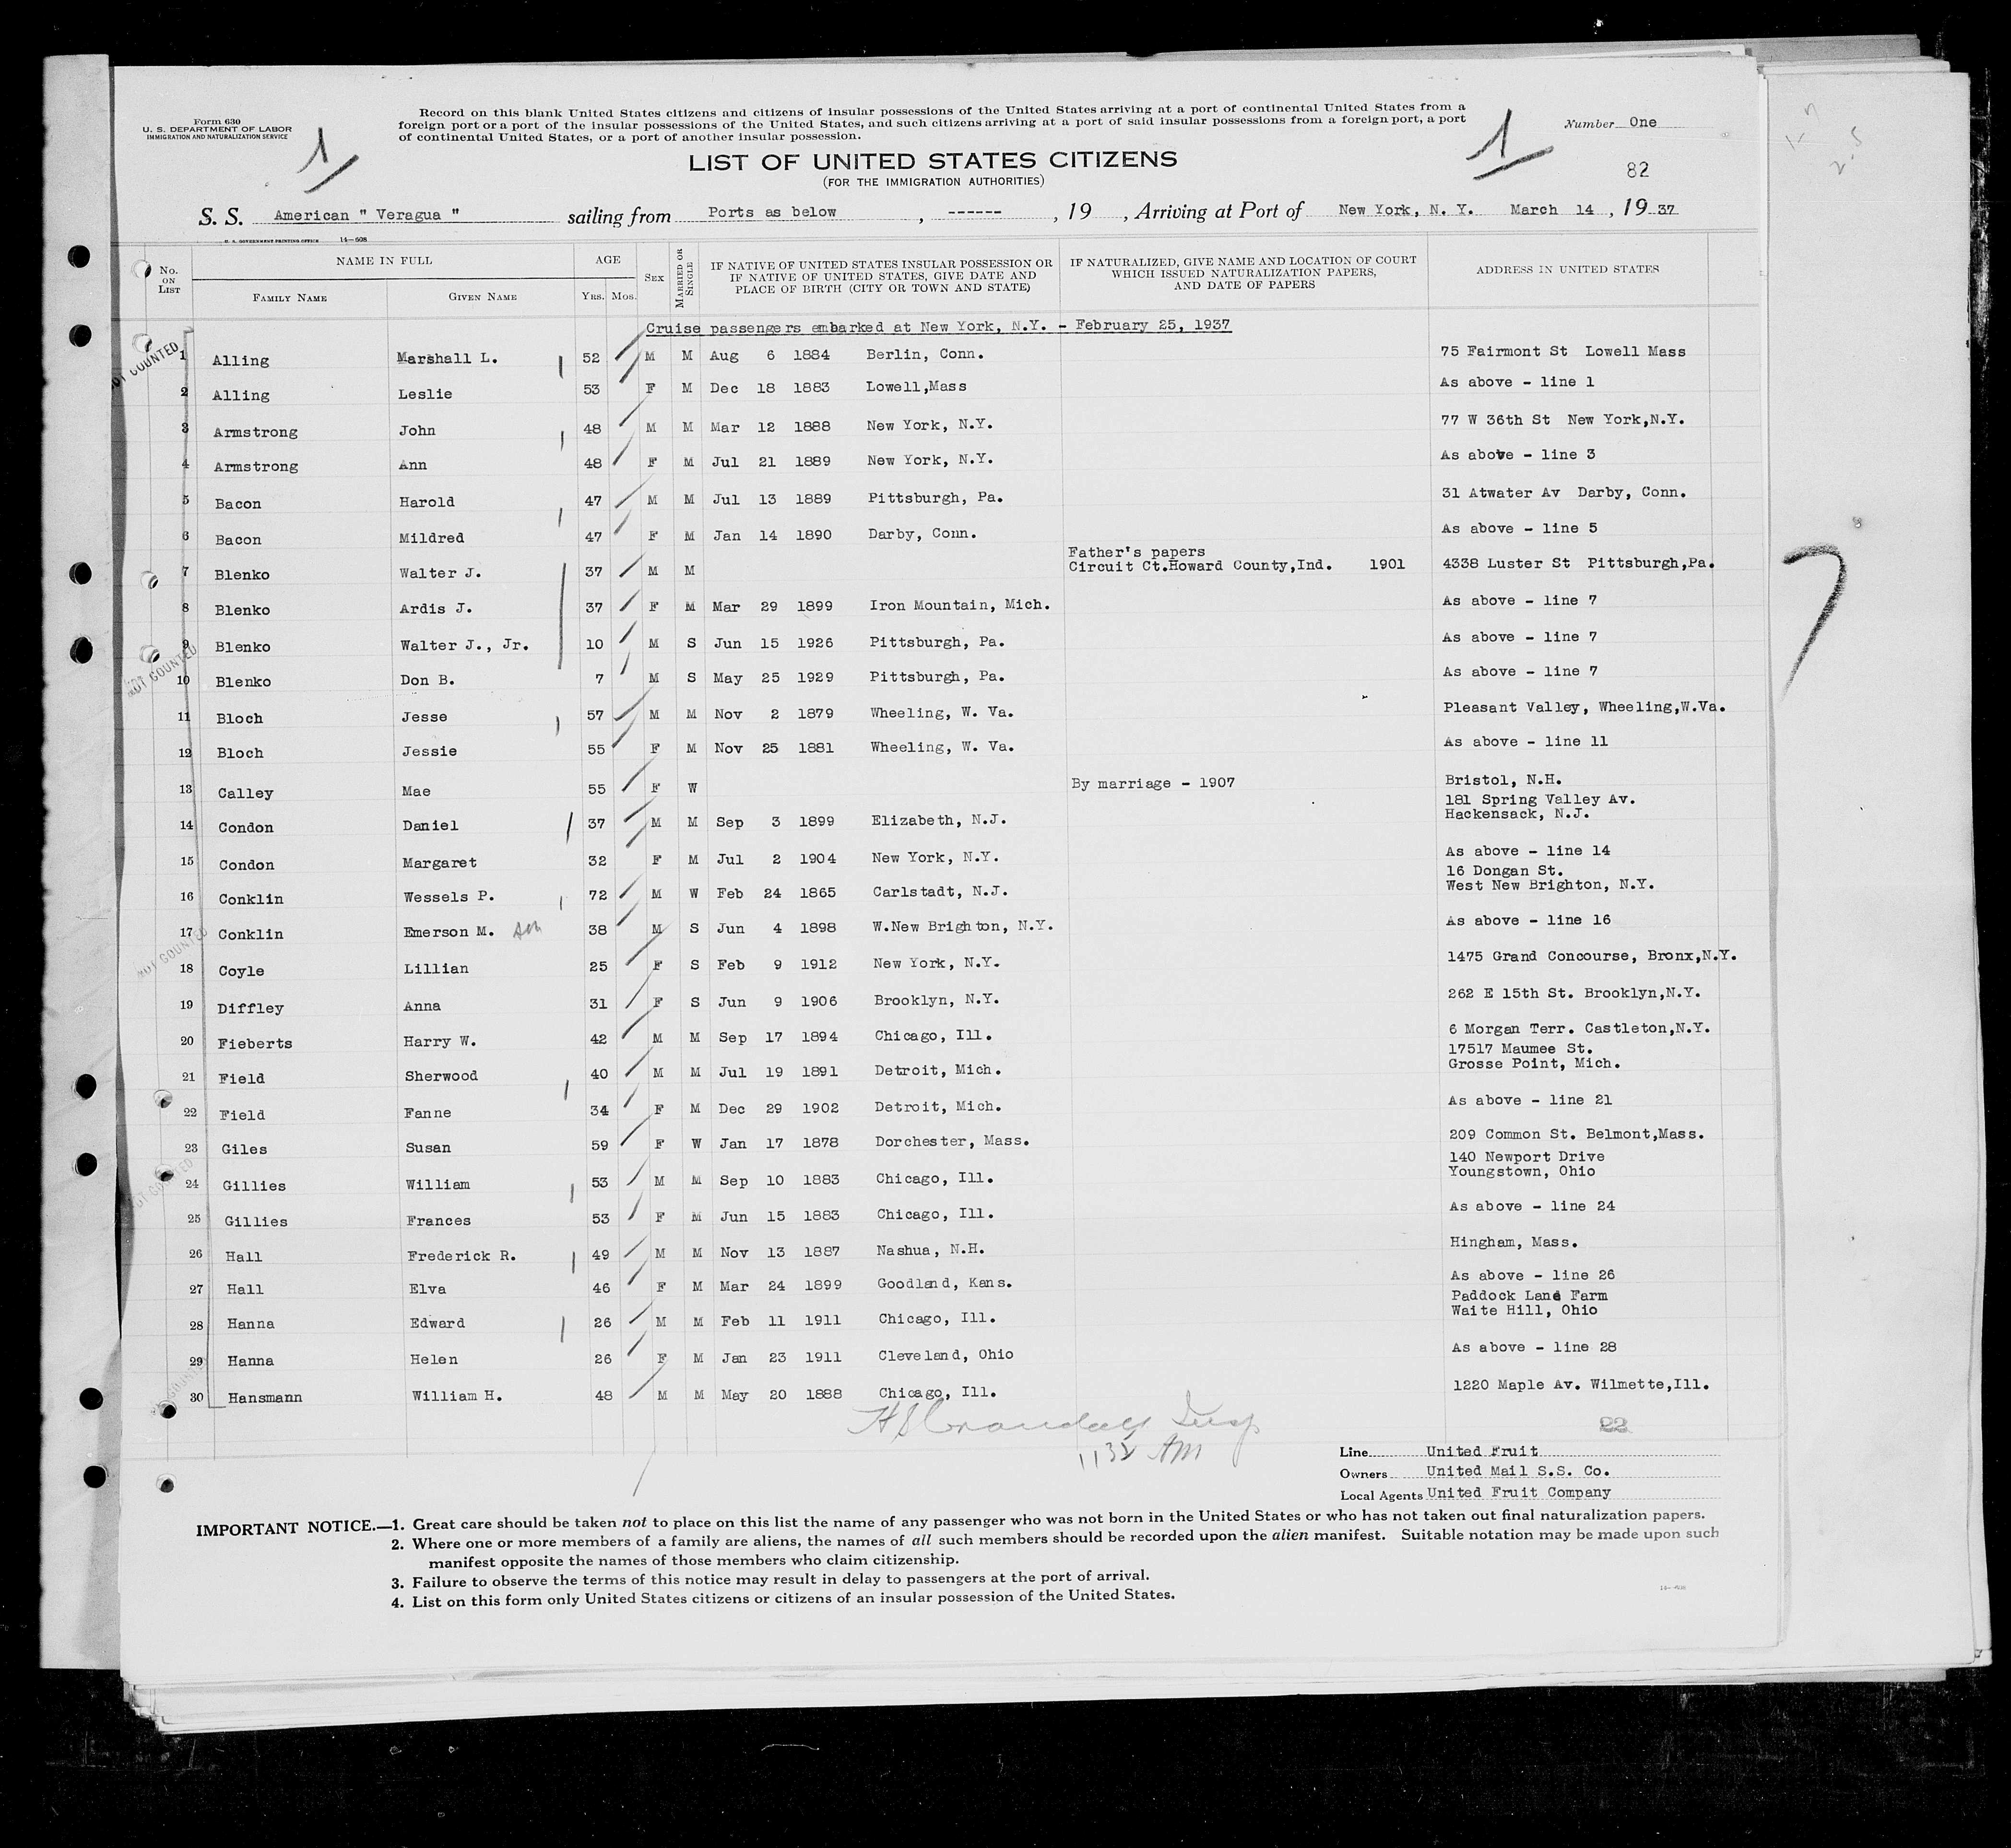 Form 630
U. S. DEPARTMENT OF LABOR
IMMIGRATION AND NATURALIZATION SERVICE
Record on this blank United States citizens and citizens of insular possessions of the United States arriving at a port of continental United States from a
foreign port or a port of the insular possessions of the United States, and such citizens arriving at a port of said insular possessions from a foreign port, a port
of continental United States, or a port of another insular possession.
1
1
Number One
LIST OF UNITED STATES CITIZENS
(FOR THE IMMIGRATION AUTHORITIES)
82
S. S. American " Veragua " sailing from Ports as below , ------ , 19 , Arriving at Port of New York, N. Y. March 14 , 1937
U. S. GOVERNMENT PRINTING OFFICE 14—608
No. ON LIST NAME IN FULL AGE SEX MARRIED OR SINGLE IF NATIVE OF UNITED STATES INSULAR POSSESSION OR IF NATIVE OF UNITED STATES, GIVE DATE AND PLACE OF BIRTH (CITY OR TOWN AND STATE) IF NATURALIZED, GIVE NAME AND LOCATION OF COURT WHICH ISSUED NATURALIZATION PAPERS, AND DATE OF PAPERS ADDRESS IN UNITED STATES
FAMILY NAME GIVEN NAME YRS. MOS.
Cruise passengers embarked at New York, N.Y. - February 25, 1937
NOT COUNTED
1 Alling Marshall L. 52 M M Aug 6 1884 Berlin, Conn. 75 Fairmont St Lowell Mass
2 Alling Leslie 53 F M Dec 18 1883 Lowell,Mass As above - line 1
3 Armstrong John 48 M M Mar 12 1888 New York, N.Y. 77 W 36th St New York,N.Y.
4 Armstrong Ann 48 F M Jul 21 1889 New York, N.Y. As above - line 3
5 Bacon Harold 47 M M Jul 13 1889 Pittsburgh, Pa. 31 Atwater Av Darby, Conn.
6 Bacon Mildred 47 F M Jan 14 1890 Darby, Conn. As above - line 5
Father's papers
7 Blenko Walter J. 37 M M Circuit Ct.Howard County,Ind. 1901 4338 Luster St Pittsburgh,Pa.
8 Blenko Ardis J. 37 F M Mar 29 1899 Iron Mountain, Mich. As above - line 7
9 Blenko Walter J., Jr. 10 M S Jun 15 1926 Pittsburgh, Pa. As above - line 7
NOT COUNTED
10 Blenko Don B. 7 M S May 25 1929 Pittsburgh, Pa. As above - line 7
11 Bloch Jesse 57 M M Nov 2 1879 Wheeling, W. Va. Pleasant Valley, Wheeling,W.Va.
12 Bloch Jessie 55 F M Nov 25 1881 Wheeling, W. Va. As above - line 11
13 Calley Mae 55 F W By marriage - 1907 Bristol, N.H.
181 Spring Valley Av.
14 Condon Daniel 37 M M Sep 3 1899 Elizabeth, N.J. Hackensack, N.J.
15 Condon Margaret 32 F M Jul 2 1904 New York, N.Y. As above - line 14
16 Dongan St.
16 Conklin Wessels P. 72 M W Feb 24 1865 Carlstadt, N.J. West New Brighton, N.Y.
17 Conklin Emerson M. son 38 M S Jun 4 1898 W.New Brighton, N.Y. As above - line 16
NOT COUNTED
18 Coyle Lillian 25 F S Feb 9 1912 New York, N.Y. 1475 Grand Concourse, Bronx,N.Y.
19 Diffley Anna 31 F S Jun 9 1906 Brooklyn, N.Y. 262 E 15th St. Brooklyn,N.Y.
20 Fieberts Harry W. 42 M M Sep 17 1894 Chicago, Ill. 6 Morgan Terr. Castleton,N.Y.
17517 Maumee St.
21 Field Sherwood 40 M M Jul 19 1891 Detroit, Mich. Grosse Point, Mich.
22 Field Fanne 34 F M Dec 29 1902 Detroit, Mich. As above - line 21
23 Giles Susan 59 F W Jan 17 1878 Dorchester, Mass. 209 Common St. Belmont,Mass.
140 Newport Drive
24 Gillies William 53 M M Sep 10 1883 Chicago, Ill. Youngstown, Ohio
NOT COUNTED
25 Gillies Frances 53 F M Jun 15 1883 Chicago, Ill. As above - line 24
26 Hall Frederick R. 49 M M Nov 13 1887 Nashua, N.H. Hingham, Mass.
27 Hall Elva 46 F M Mar 24 1899 Goodland, Kans. As above - line 26
Paddock Lane Farm
28 Hanna Edward 26 M M Feb 11 1911 Chicago, Ill. Waite Hill, Ohio
29 Hanna Helen 26 F M Jan 23 1911 Cleveland, Ohio As above - line 28
30 Hansmann William H. 48 M M May 20 1888 Chicago, Ill. 1220 Maple Av. Wilmette,Ill.
7
AM
Line United Fruit
Owners United Mail S.S. Co.
Local Agents United Fruit Company
IMPORTANT NOTICE.—1. Great care should be taken not to place on this list the name of any passenger who was not born in the United States or who has not taken out final naturalization papers.
2. Where one or more members of a family are aliens, the names of all such members should be recorded upon the alien manifest. Suitable notation may be made upon such
manifest opposite the names of those members who claim citizenship.
3. Failure to observe the terms of this notice may result in delay to passengers at the port of arrival.
4. List on this form only United States citizens or citizens of an insular possession of the United States.